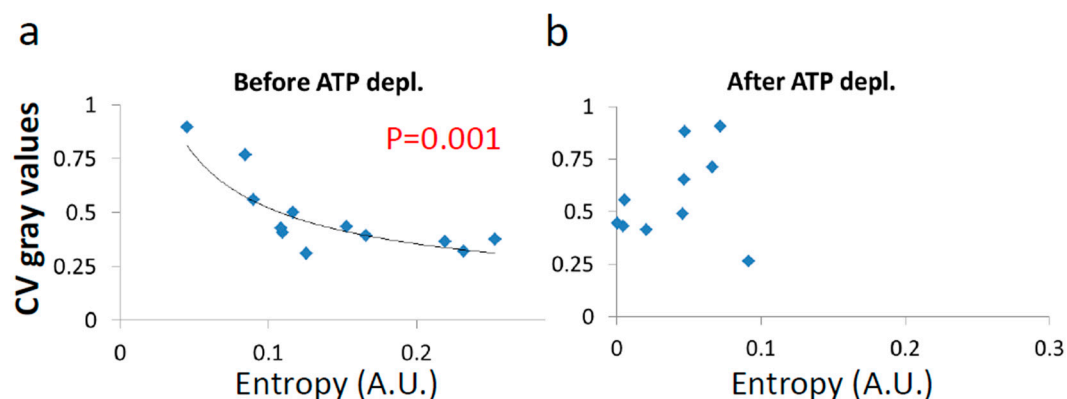 a
Before ATP depl.
P=0.001
CV gray values
1
0.75
0.5
0.25
0
0
0.1
0.2
Entropy (A.U.)
b
After ATP depl.
1
0.75
0.5
0.25
0
0
0.1
0.2
0.3
Entropy (A.U.)